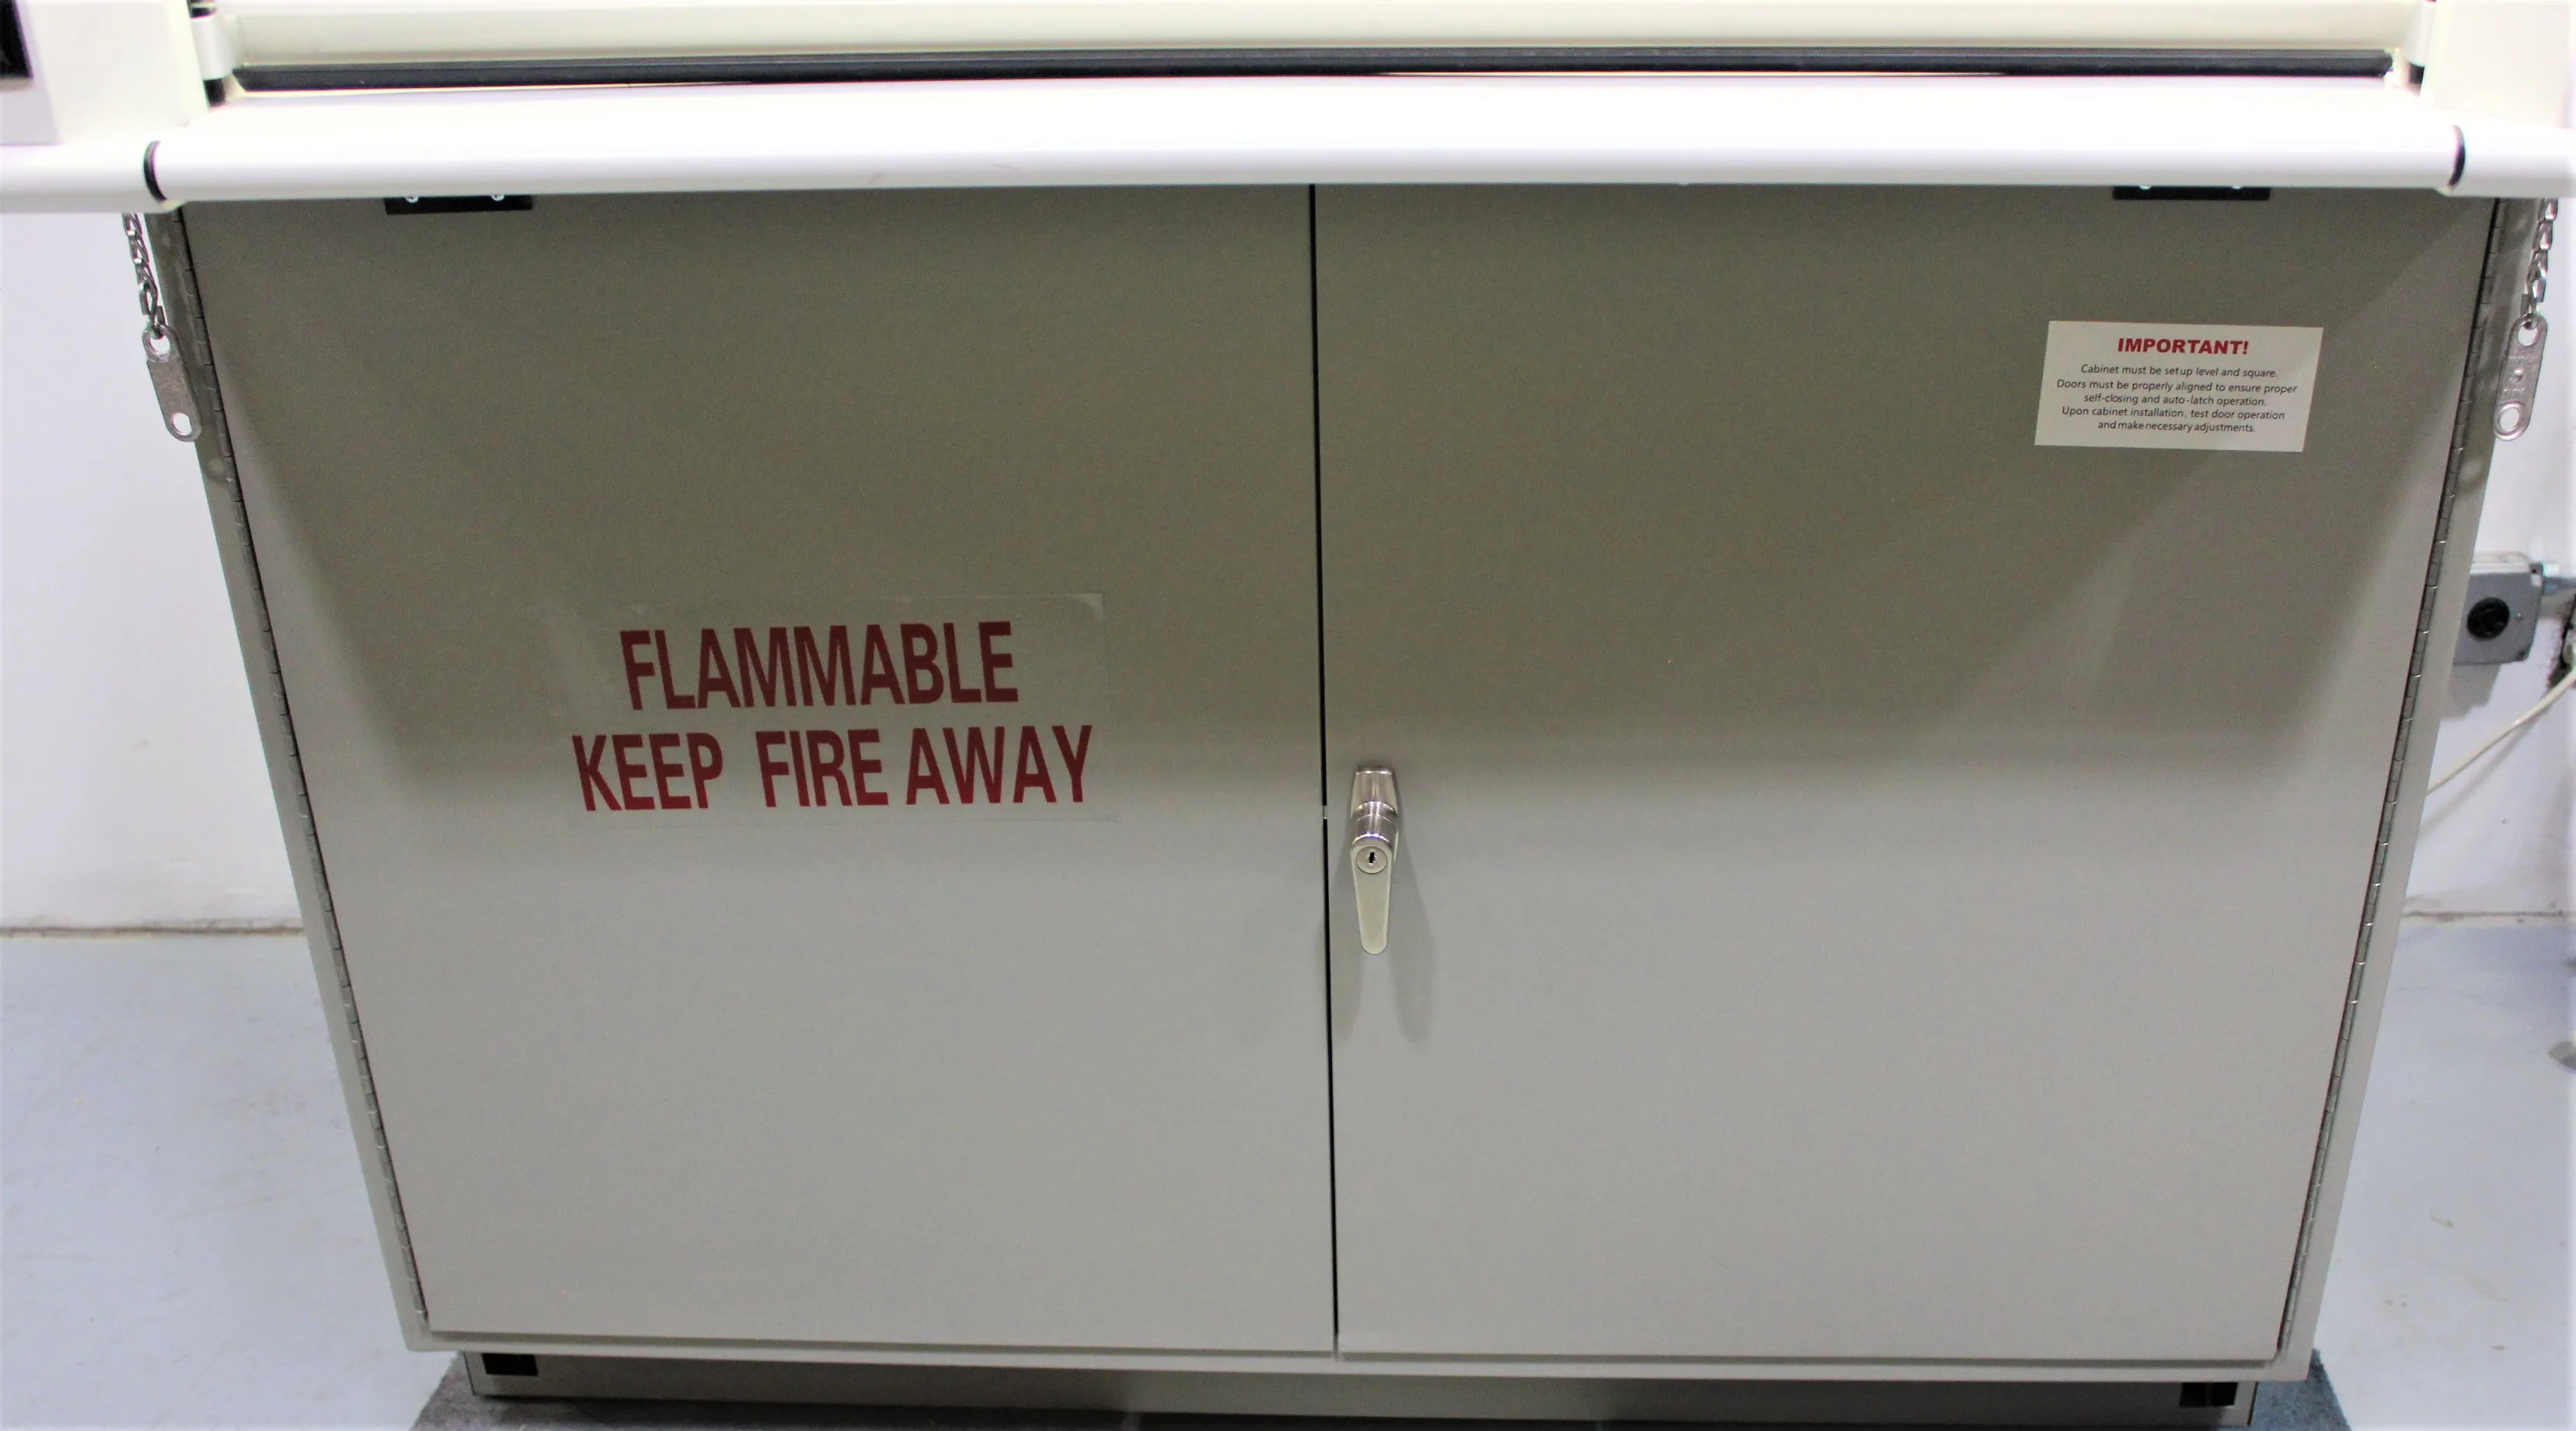 FLAMMABLE
KEEP FIRE AWAY
IMPORTANT!
Cabinet must be set up level and square.
Doors must be properly aligned to ensure proper
self-closing and auto-latch operation.
Upon cabinet installation, test door operation
and make necessary adjustments.